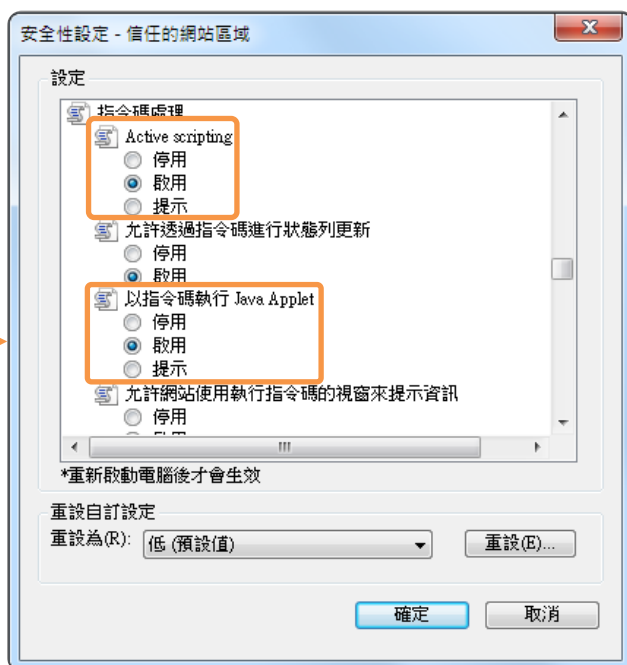 安全性設定 - 信任的網站區域
設定
指令碼處理
Active scripting
停用
啟用
提示
允許透過指令碼進行狀態列更新
停用
啟用
以指令碼執行 Java Applet
停用
啟用
提示
允許網站使用執行指令碼的視窗來提示資訊
停用
*重新啟動電腦後才會生效
重設自訂設定
重設為(R): 低 (預設值) 重設(E)...
確定 取消